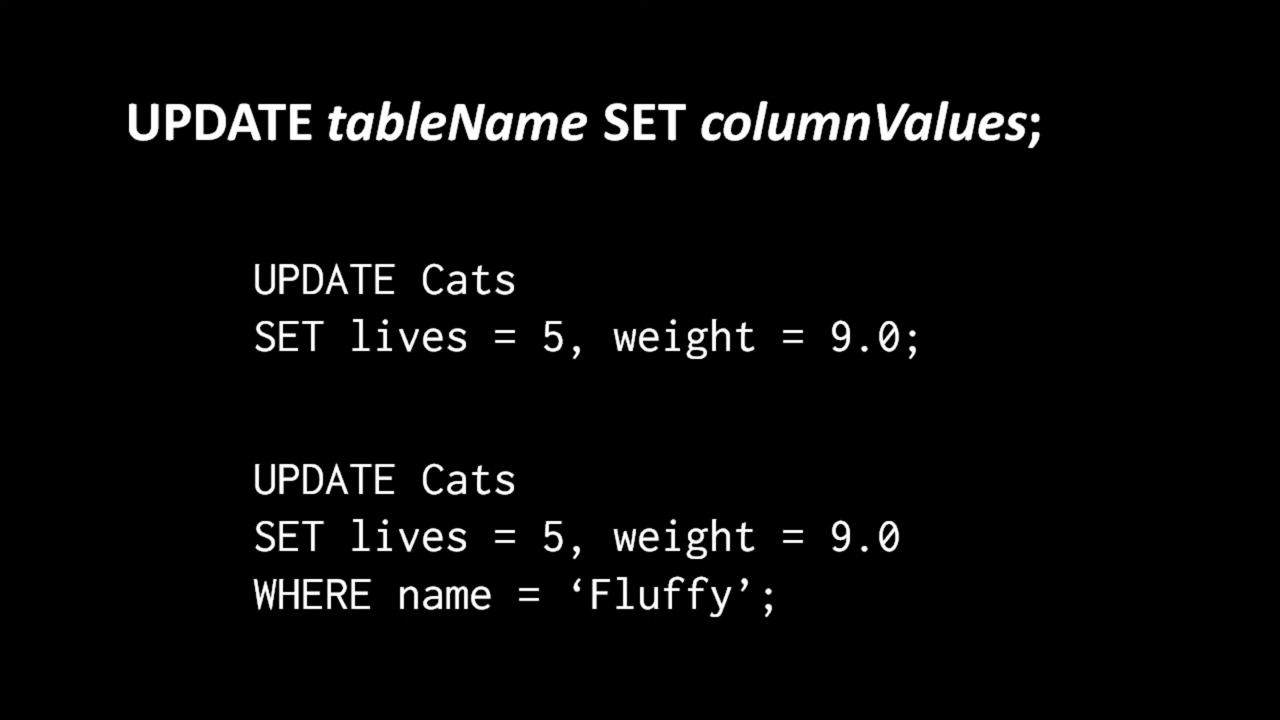 UPDATE tableName SET columnValues;
UPDATE Cats
SET lives = 5, weight = 9.0;
UPDATE Cats
SET lives = 5, weight = 9.0
WHERE name = ‘Fluffy’;